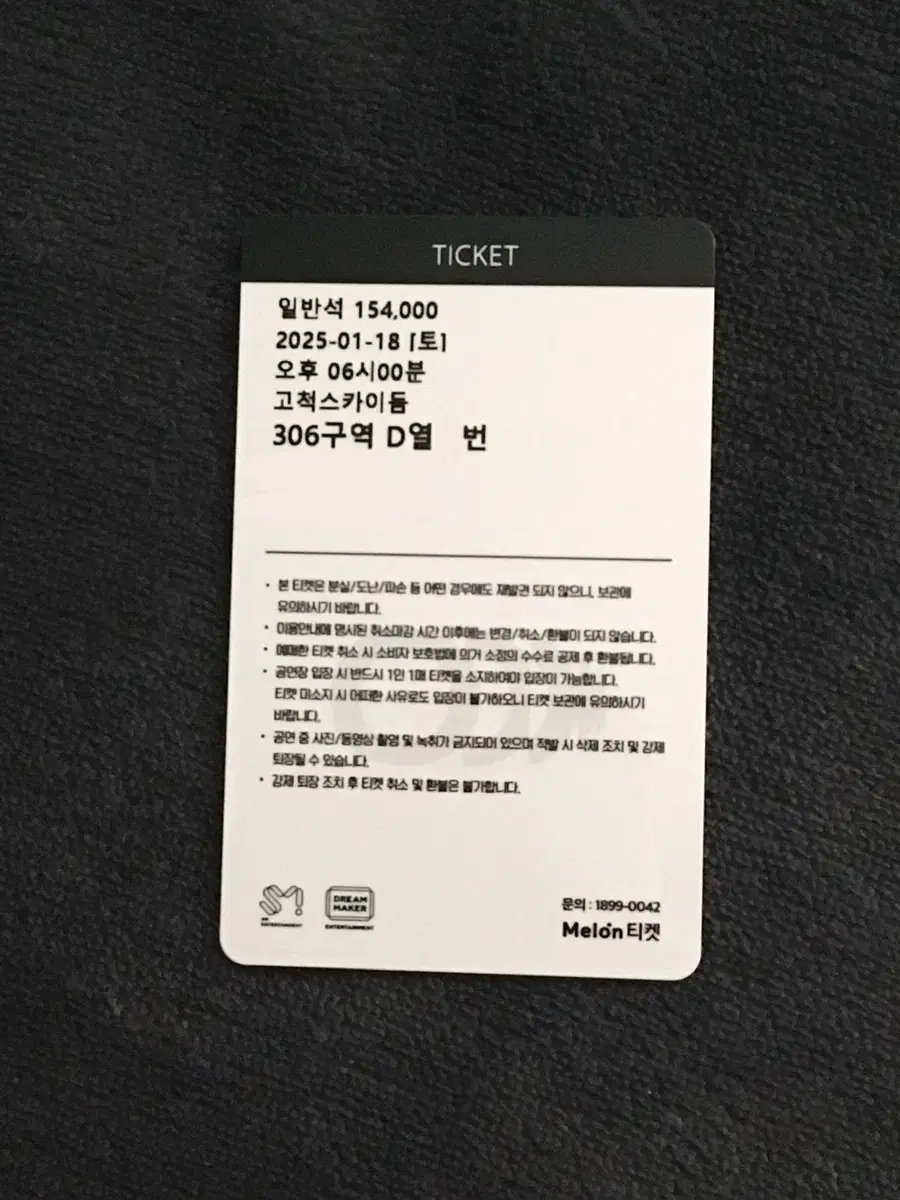 TICKET
일반석 154,000
2025-01-18 [토]
오후 06시00분
고척스카이돔
306구역 D열 번
• 본 티켓은 분실/도난/파손 등 어떤 경우에도 재발권 되지 않으니, 보관에
유의하시기 바랍니다.
• 이용안내에 명시된 취소마감 시간 이후에는 변경/취소/환불이 되지 않습니다.
• 예매한 티켓 취소 시 소비자 보호법에 의거 소정의 수수료 공제 후 환불됩니다.
• 공연장 입장 시 반드시 1인 1매 티켓을 소지하여야 입장이 가능합니다.
티켓 미소지 시 어떠한 사유로도 입장이 불가하오니 티켓 보관에 유의하시기
바랍니다.
• 공연 중 사진/동영상 촬영 및 녹취가 금지되어 있으며 적발 시 삭제 조치 및 강제
퇴장될 수 있습니다.
• 강제 퇴장 조치 후 티켓 취소 및 환불은 불가합니다.
SM
ENTERTAINMENT
DREAM
MAKER
ENTERTAINMENT
문의 : 1899-0042
Melon 티켓